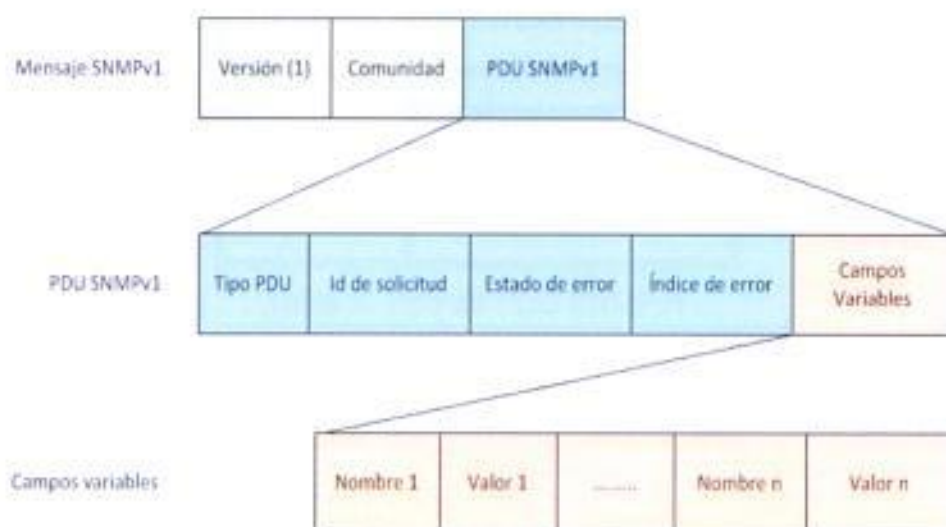 Mensaje SNMPv1 Versión (1) Comunidad PDU SNMPv1
PDU SNMPv1 Tipo PDU Id de solicitud Estado de error Índice de error Campos
Variables
Campos variables Nombre 1 Valor 1 ........ Nombre n Valor n